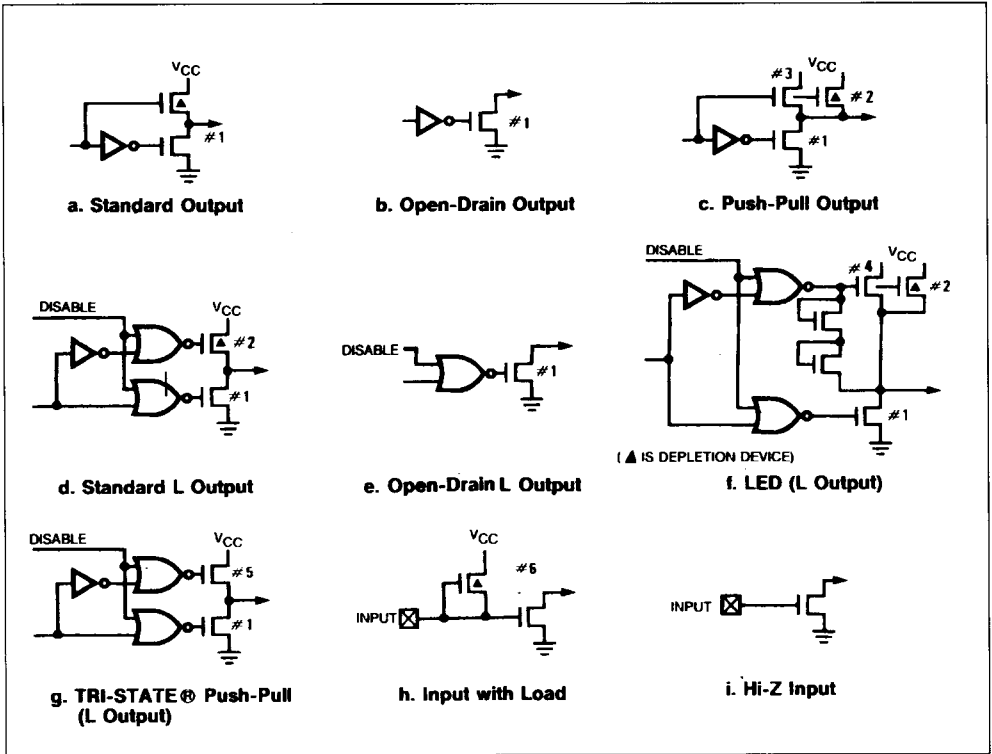 VCC
#1
a. Standard Output
#1
b. Open-Drain Output
#3 VCC
#2
#1
c. Push-Pull Output
DISABLE
VCC
#2
#1
d. Standard L Output
DISABLE
#1
e. Open-Drain L Output
DISABLE
VCC
#4
#2
#1
(▲ IS DEPLETION DEVICE)
f. LED (L Output)
DISABLE
VCC
#5
#1
g. TRI-STATE® Push-Pull
(L Output)
VCC
#6
INPUT
h. Input with Load
INPUT
i. Hi-Z Input